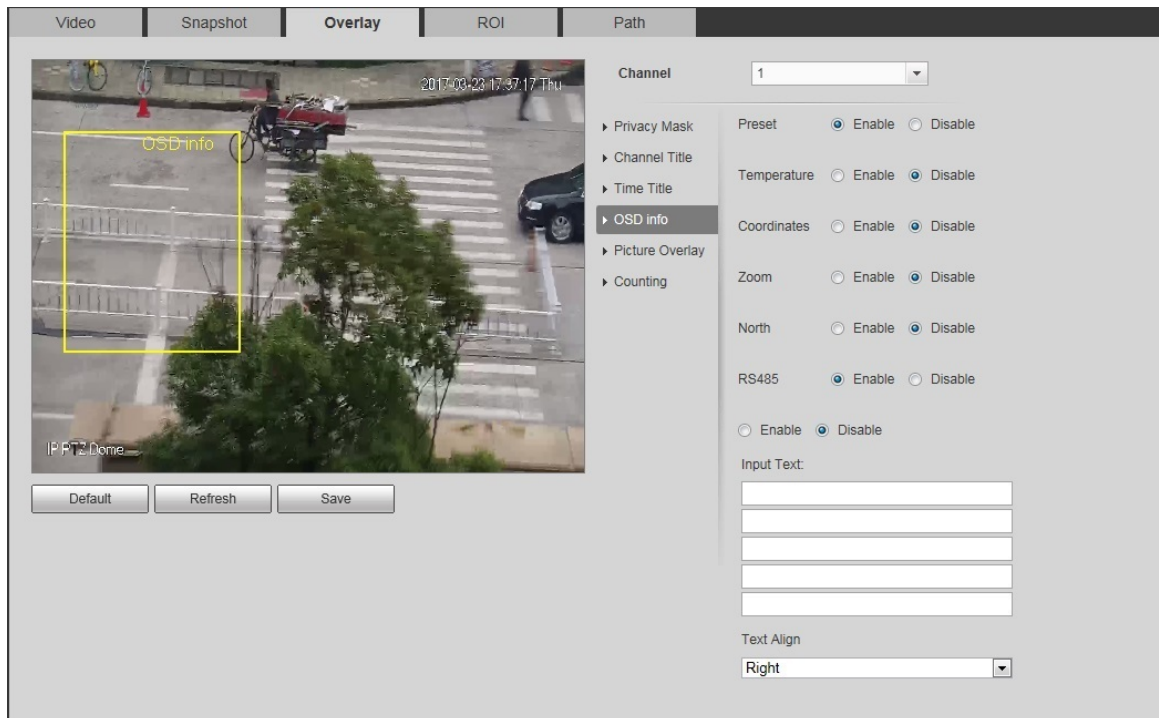 Video Snapshot Overlay ROI Path
2017-03-23 17:37:17 Thu
OSD info
IP PTZ Dome
Default Refresh Save
Channel 1
Privacy Mask
Channel Title
Time Title
OSD info
Picture Overlay
Counting
Preset Enable Disable
Temperature Enable Disable
Coordinates Enable Disable
Zoom Enable Disable
North Enable Disable
RS485 Enable Disable
Enable Disable
Input Text:
Text Align
Right